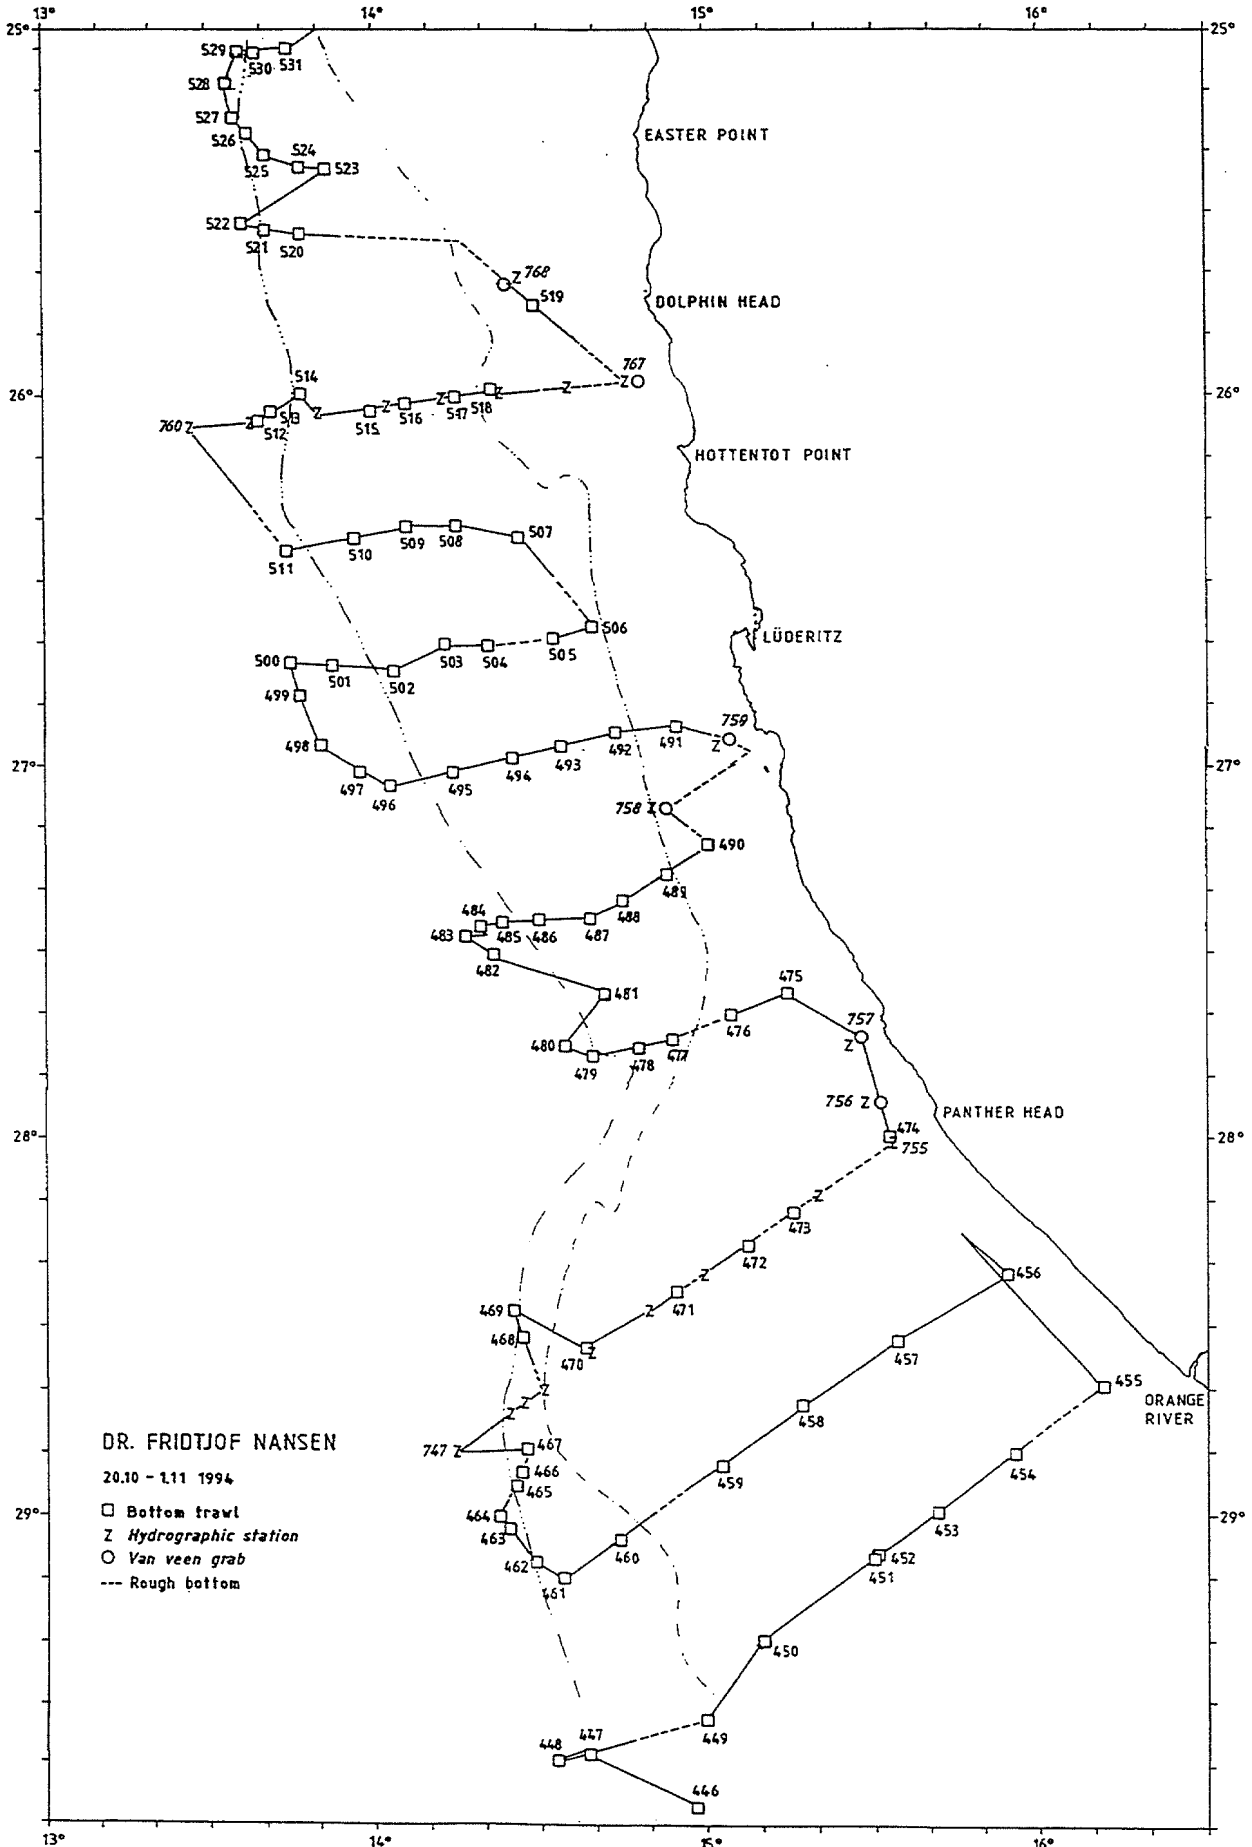 13° 14° 15° 16°
25° 25°
529 530 531
528
527
526
525 524 523
EASTER POINT
522 521 520
Z 768
519
DOLPHIN HEAD
767
Z
514
26° 26°
760 Z Z 512 513 Z 515 Z 516 Z 517 518 Z Z
HOTTENTOT POINT
511 510 509 508 507
506
LÜDERITZ
500 501 502 503 504 505
499
498
497 496 495 494 493 492 491
759
Z
27° 27°
758 Z
490
489
488
484
483 485 486 487
482
481
475
480 479 478 477 476
757
Z
756 Z
PANTHER HEAD
28° 28°
474
755
Z
473
472
Z
471
Z
456
469
468
470
Z
457
455
ORANGE
RIVER
Z
Z
Z
458
747 Z
467
466
465
459
454
DR. FRIDTJOF NANSEN
20.10 - 1.11 1994
Bottom trawl
Z Hydrographic station
Van veen grab
--- Rough bottom
29° 29°
464
463
462
461
460
453
452
451
450
449
448 447
446
13° 14° 15° 16°